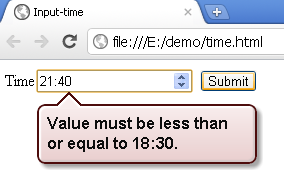 Input-time
file:///E:/demo/time.html
Time 21:40 Submit
Value must be less than
or equal to 18:30.